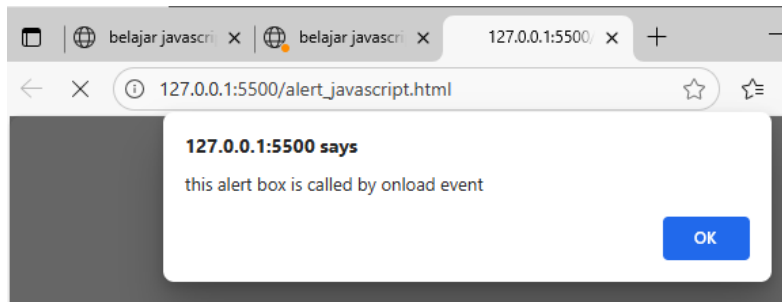 belajar javascri
belajar javascri
127.0.0.1:5500/
127.0.0.1:5500/alert_javascript.html
127.0.0.1:5500 says
this alert box is called by onload event
OK